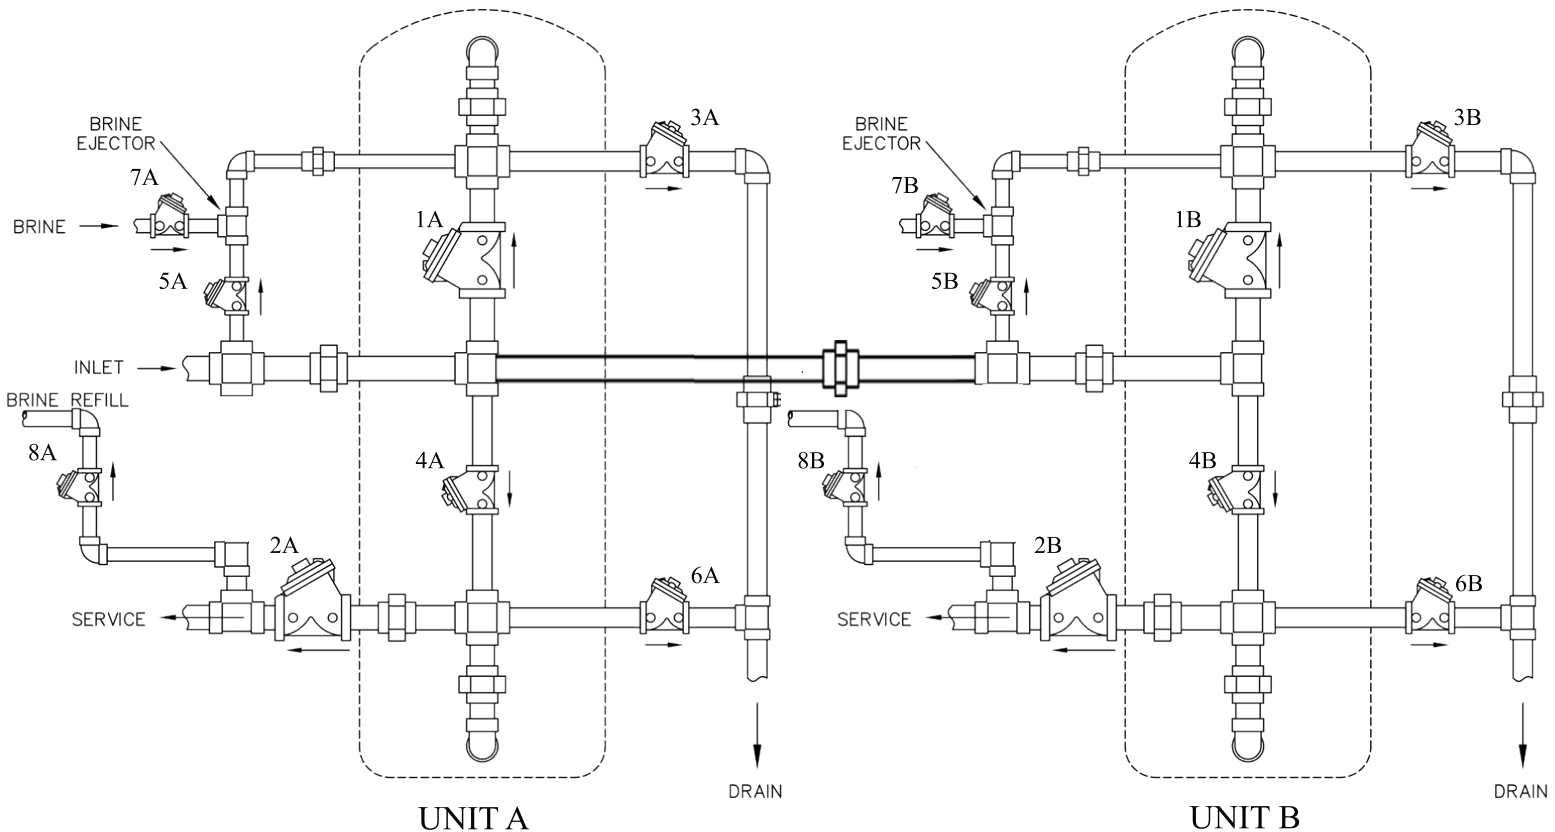 BRINE
EJECTOR
3A
7A
BRINE
1A
5A
INLET
BRINE REFILL
8A
4A
2A
6A
SERVICE
DRAIN
UNIT A
BRINE
EJECTOR
3B
7B
1B
5B
8B
4B
2B
6B
SERVICE
DRAIN
UNIT B